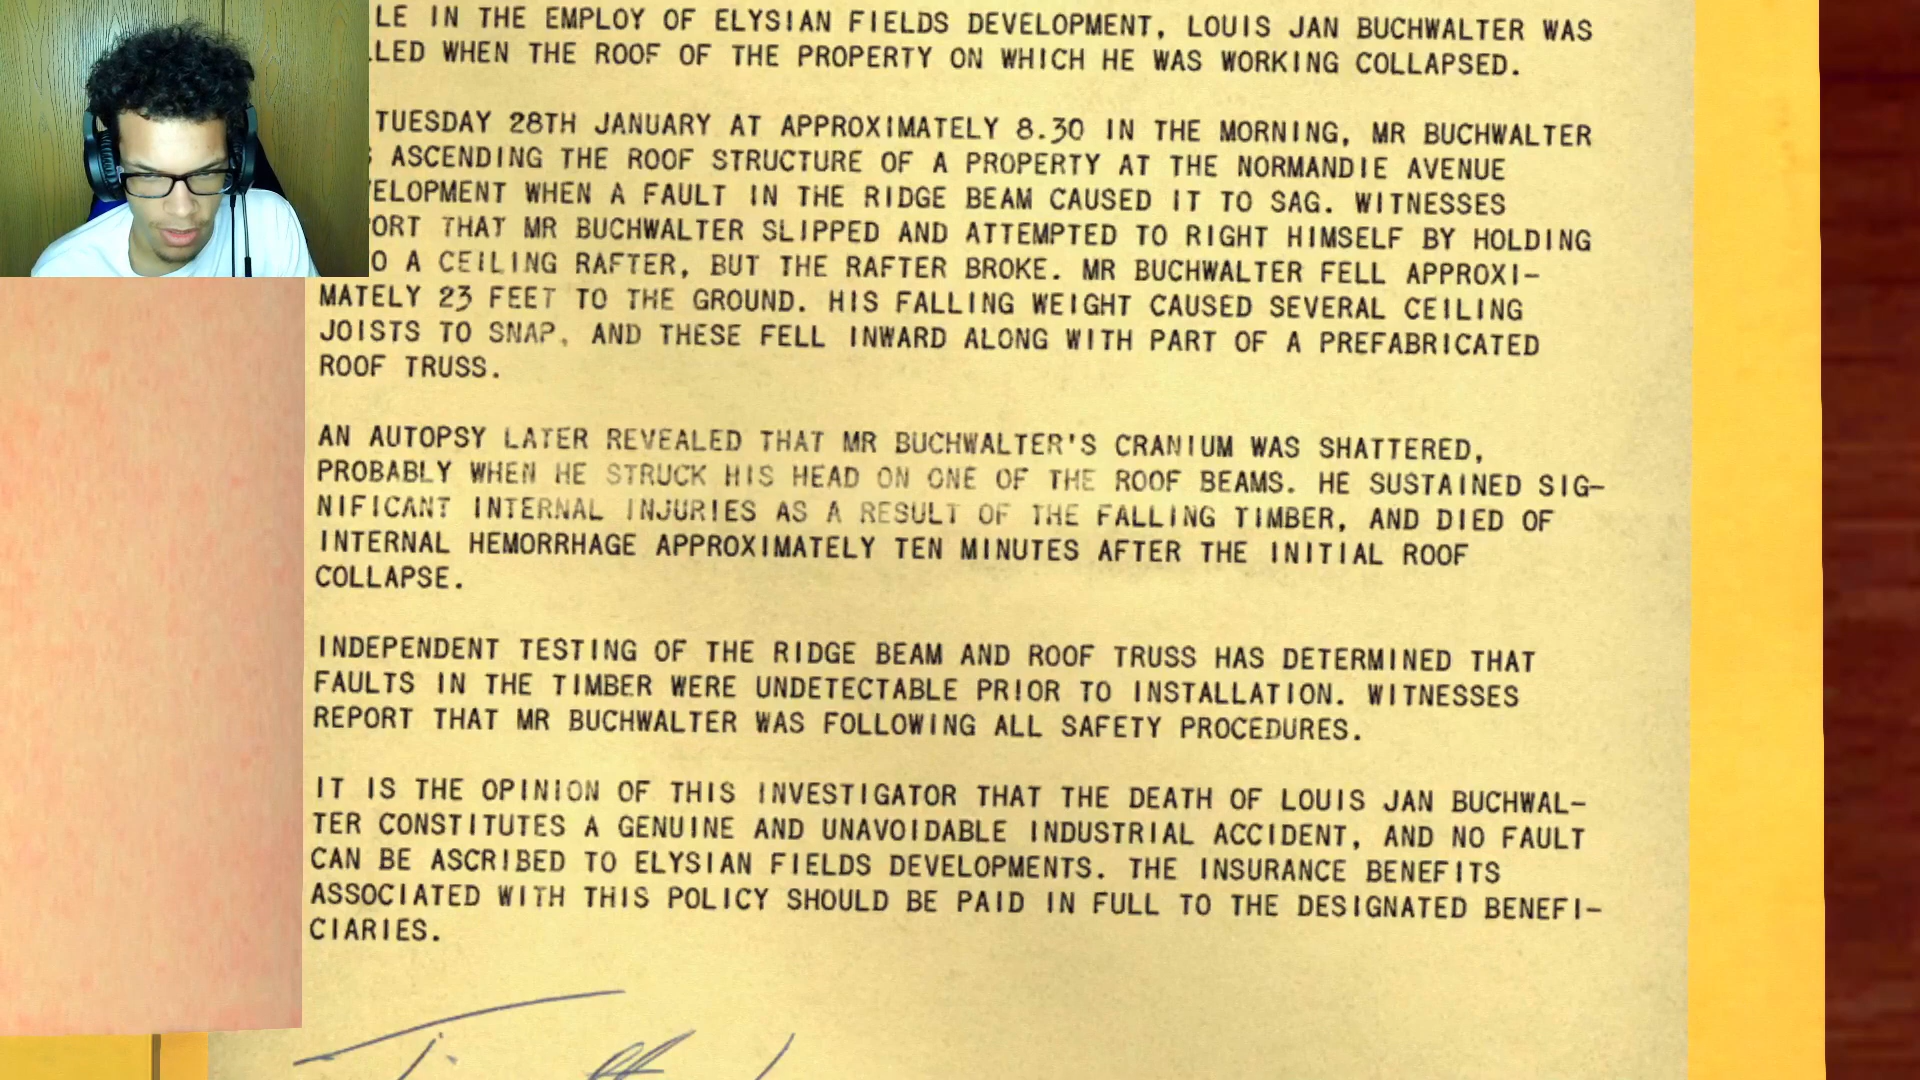 LE IN THE EMPLOY OF ELYSIAN FIELDS DEVELOPMENT, LOUIS JAN BUCHWALTER WAS
LED WHEN THE ROOF OF THE PROPERTY ON WHICH HE WAS WORKING COLLAPSED.
TUESDAY 28TH JANUARY AT APPROXIMATELY 8.30 IN THE MORNING, MR BUCHWALTER
ASCENDING THE ROOF STRUCTURE OF A PROPERTY AT THE NORMANDIE AVENUE
ELOPMENT WHEN A FAULT IN THE RIDGE BEAM CAUSED IT TO SAG. WITNESSES
ORT THAT MR BUCHWALTER SLIPPED AND ATTEMPTED TO RIGHT HIMSELF BY HOLDING
O A CEILING RAFTER, BUT THE RAFTER BROKE. MR BUCHWALTER FELL APPROXI-
MATELY 23 FEET TO THE GROUND. HIS FALLING WEIGHT CAUSED SEVERAL CEILING
JOISTS TO SNAP, AND THESE FELL INWARD ALONG WITH PART OF A PREFABRICATED
ROOF TRUSS.
AN AUTOPSY LATER REVEALED THAT MR BUCHWALTER'S CRANIUM WAS SHATTERED,
PROBABLY WHEN HE STRUCK HIS HEAD ON ONE OF THE ROOF BEAMS. HE SUSTAINED SIG-
NIFICANT INTERNAL INJURIES AS A RESULT OF THE FALLING TIMBER, AND DIED OF
INTERNAL HEMORRHAGE APPROXIMATELY TEN MINUTES AFTER THE INITIAL ROOF
COLLAPSE.
INDEPENDENT TESTING OF THE RIDGE BEAM AND ROOF TRUSS HAS DETERMINED THAT
FAULTS IN THE TIMBER WERE UNDETECTABLE PRIOR TO INSTALLATION. WITNESSES
REPORT THAT MR BUCHWALTER WAS FOLLOWING ALL SAFETY PROCEDURES.
IT IS THE OPINION OF THIS INVESTIGATOR THAT THE DEATH OF LOUIS JAN BUCHWAL-
TER CONSTITUTES A GENUINE AND UNAVOIDABLE INDUSTRIAL ACCIDENT, AND NO FAULT
CAN BE ASCRIBED TO ELYSIAN FIELDS DEVELOPMENTS. THE INSURANCE BENEFITS
ASSOCIATED WITH THIS POLICY SHOULD BE PAID IN FULL TO THE DESIGNATED BENEFI-
CIARIES.